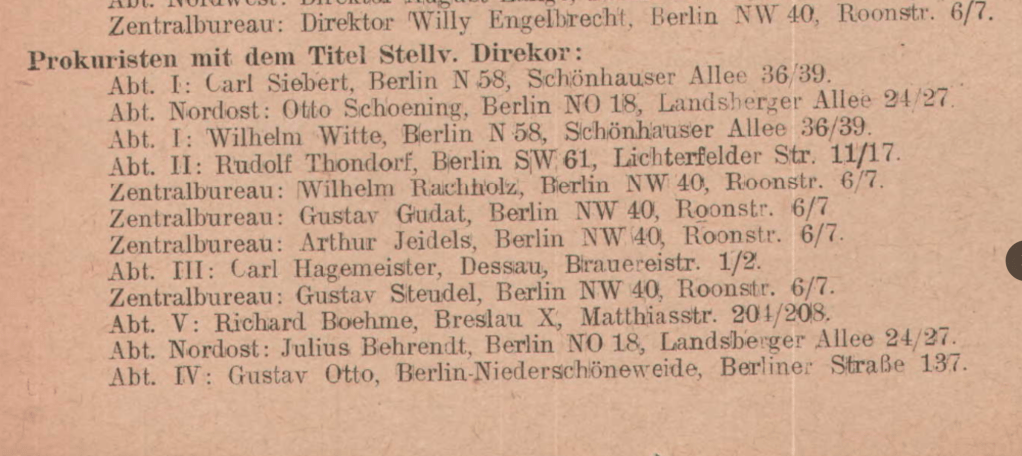 Abt. Nordwest: Direktor August
Zentralbureau: Direktor Willy Engelbrecht, Berlin NW 40, Roonstr. 6/7.
Prokuristen mit dem Titel Stellv. Direkor:
Abt. I: Carl Siebert, Berlin N 58, Schönhauser Allee 36/39.
Abt. Nordost: Otto Schoening, Berlin NO 18, Landsberger Allee 24/27.
Abt. I: Wilhelm Witte, Berlin N 58, Schönhauser Allee 36/39.
Abt. II: Rudolf Thondorf, Berlin SW 61, Lichterfelder Str. 11/17.
Zentralbureau: Wilhelm Rachholz, Berlin NW 40, Roonstr. 6/7.
Zentralbureau: Gustav Gudat, Berlin NW 40, Roonstr. 6/7
Zentralbureau: Arthur Jeidels, Berlin NW 40, Roonstr. 6/7.
Abt. III: Carl Hagemeister, Dessau, Brauereistr. 1/2.
Zentralbureau: Gustav Steudel, Berlin NW 40, Roonstr. 6/7.
Abt. V: Richard Boehme, Breslau X, Matthiasstr. 204/208.
Abt. Nordost: Julius Behrendt, Berlin NO 18, Landsberger Allee 24/27.
Abt. IV: Gustav Otto, Berlin-Niederschöneweide, Berliner Straße 137.